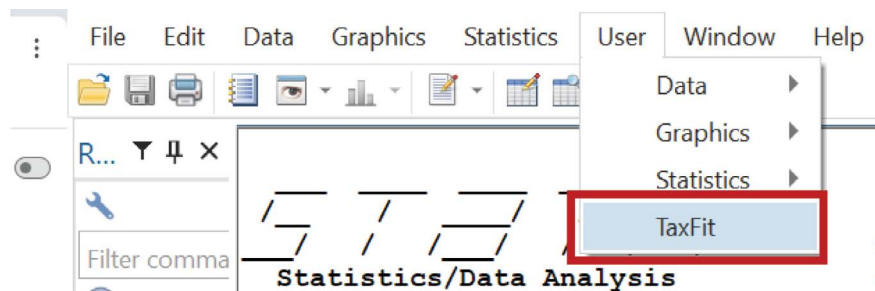 File Edit Data Graphics Statistics User Window Help
Data
Graphics
R...
Statistics
TaxFit
Filter comma
Statistics/Data Analysis